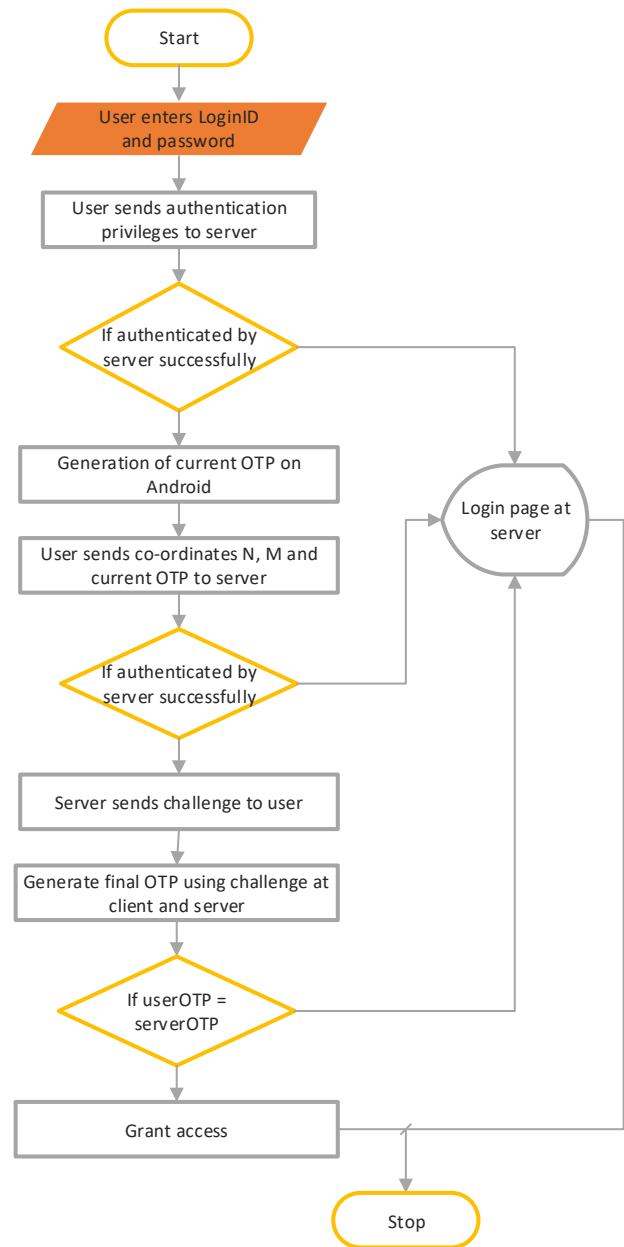 Start
User enters LoginID
and password
User sends authentication
privileges to server
If authenticated by
server successfully
Generation of current OTP on
Android
Login page at
server
User sends co-ordinates N, M and
current OTP to server
If authenticated by
server successfully
Server sends challenge to user
Generate final OTP using challenge at
client and server
If userOTP =
serverOTP
Grant access
Stop